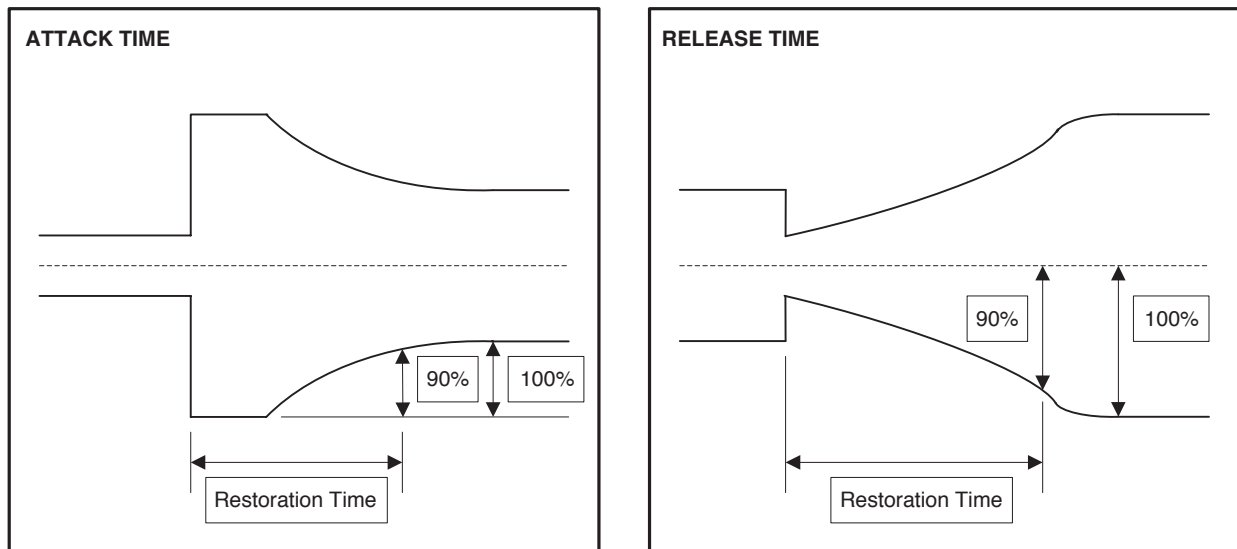 ATTACK TIME
90%
100%
Restoration Time
RELEASE TIME
90%
100%
Restoration Time